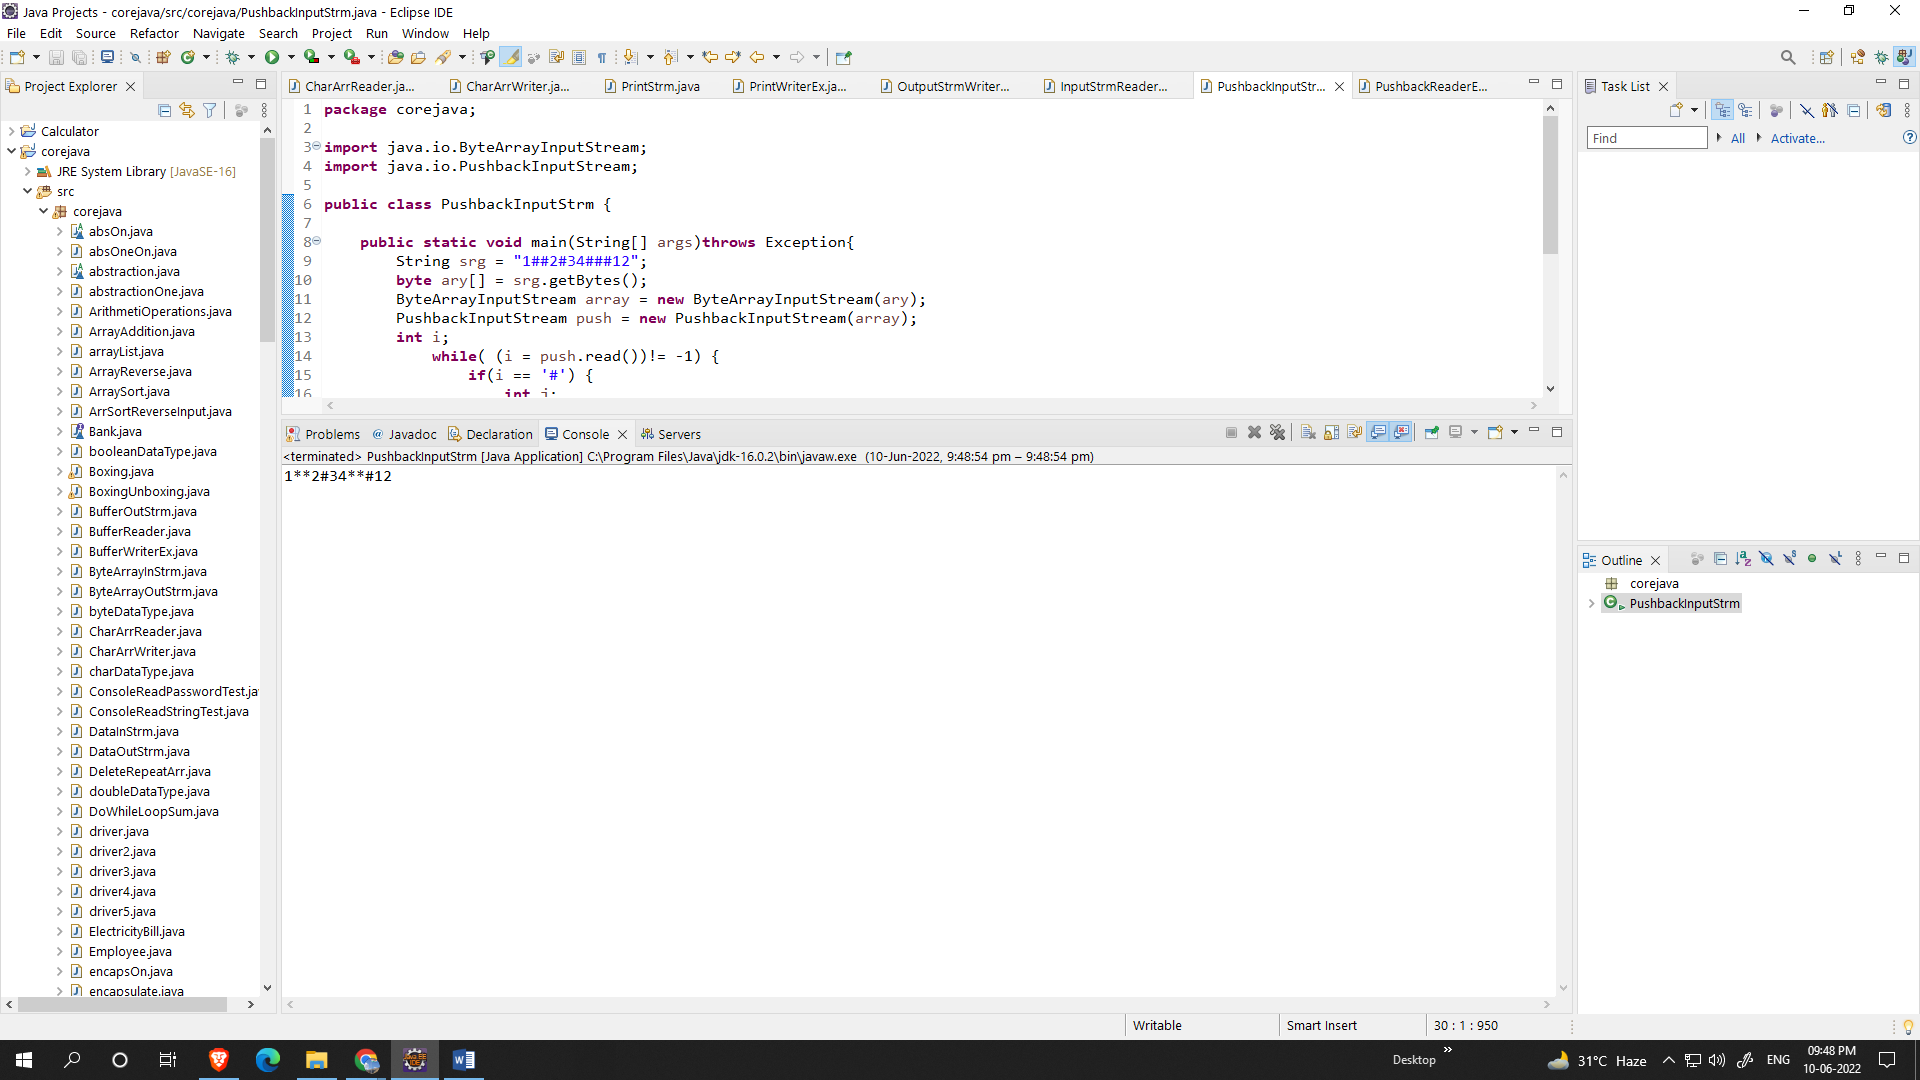 Java Projects - corejava/src/corejava/PushbackInputStrm.java - Eclipse IDE
File Edit Source Refactor Navigate Search Project Run Window Help
Project Explorer
Calculator
corejava
JRE System Library [JavaSE-16]
src
corejava
absOn.java
absOneOn.java
abstraction.java
abstractionOne.java
ArithmetiOperations.java
ArrayAddition.java
arrayList.java
ArrayReverse.java
ArraySort.java
ArrSortReverseInput.java
Bank.java
booleanDataType.java
Boxing.java
BoxingUnboxing.java
BufferOutStrm.java
BufferReader.java
BufferWriterEx.java
ByteArrayInStrm.java
ByteArrayOutStrm.java
byteDataType.java
CharArrReader.java
CharArrWriter.java
charDataType.java
ConsoleReadPasswordTest.ja
ConsoleReadStringTest.java
DataInStrm.java
DataOutStrm.java
DeleteRepeatArr.java
doubleDataType.java
DoWhileLoopSum.java
driver.java
driver2.java
driver3.java
driver4.java
driver5.java
ElectricityBill.java
Employee.java
encapsOn.java
encapsulate.java
CharArrReader.ja... CharArrWriter.ja... PrintStrm.java PrintWriterEx.ja... OutputStrmWriter... InputStrmReader... PushbackInputStr... PushbackReaderE...
1 package corejava;
2
3 import java.io.ByteArrayInputStream;
4 import java.io.PushbackInputStream;
5
6 public class PushbackInputStrm {
7
8 public static void main(String[] args)throws Exception{
9 String srg = "1##2#34###12";
10 byte ary[] = srg.getBytes();
11 ByteArrayInputStream array = new ByteArrayInputStream(ary);
12 PushbackInputStream push = new PushbackInputStream(array);
13 int i;
14 while( (i = push.read())!= -1) {
15 if(i == '#') {
16 int j;
Problems Javadoc Declaration Console Servers
<terminated> PushbackInputStrm [Java Application] C:\Program Files\Java\jdk-16.0.2\bin\javaw.exe (10-Jun-2022, 9:48:54 pm – 9:48:54 pm)
1**2#34**#12
Task List
Find All Activate...
Outline
corejava
PushbackInputStrm
Writable Smart Insert 30 : 1 : 950
Desktop 31°C Haze ENG 09:48 PM
10-06-2022